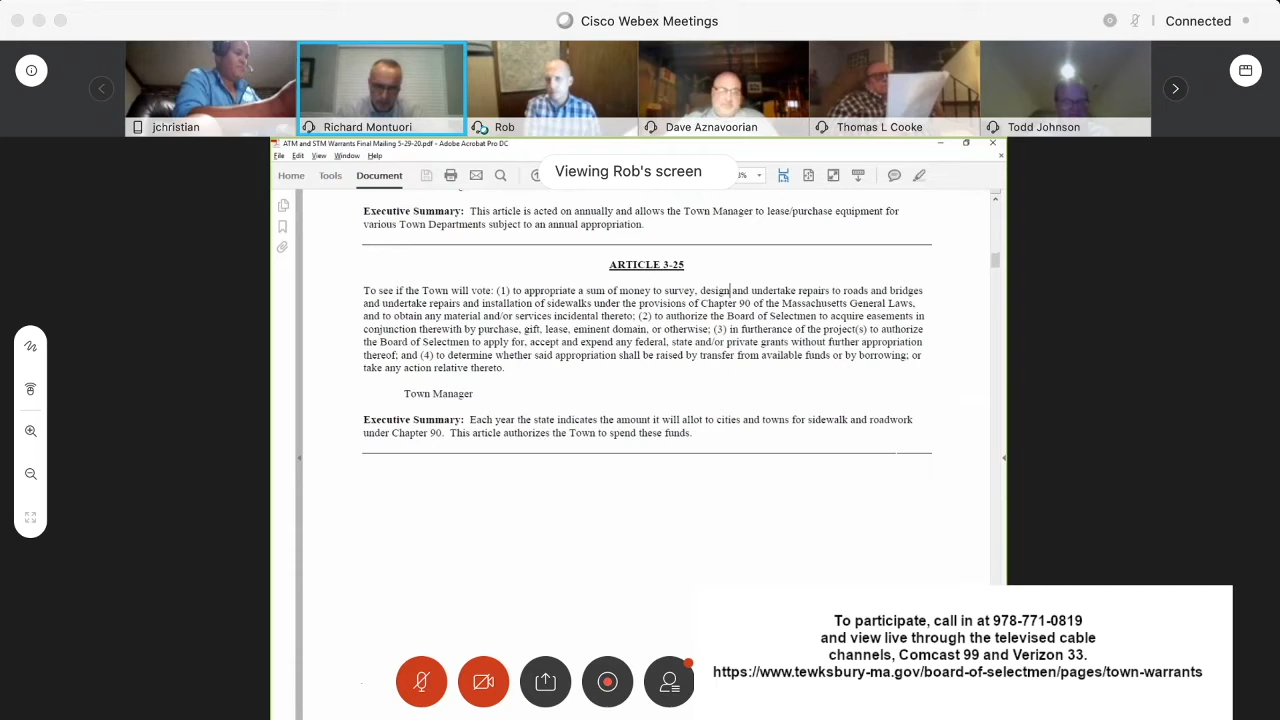 Cisco Webex Meetings
Connected
jchristian
Richard Montuori
Rob
Dave Aznavoorian
Thomas L Cooke
Todd Johnson
ATM and STM Warrants Final Mailing 5-29-20.pdf - Adobe Acrobat Pro DC
File Edit View Window Help
Viewing Rob's screen
Home Tools Document
Executive Summary: This article is acted on annually and allows the Town Manager to lease/purchase equipment for
various Town Departments subject to an annual appropriation.
ARTICLE 3-25
To see if the Town will vote: (1) to appropriate a sum of money to survey, design and undertake repairs to roads and bridges
and undertake repairs and installation of sidewalks under the provisions of Chapter 90 of the Massachusetts General Laws,
and to obtain any material and/or services incidental thereto; (2) to authorize the Board of Selectmen to acquire easements in
conjunction therewith by purchase, gift, lease, eminent domain, or otherwise; (3) in furtherance of the project(s) to authorize
the Board of Selectmen to apply for, accept and expend any federal, state and/or private grants without further appropriation
thereof; and (4) to determine whether said appropriation shall be raised by transfer from available funds or by borrowing; or
take any action relative thereto.
Town Manager
Executive Summary: Each year the state indicates the amount it will allot to cities and towns for sidewalk and roadwork
under Chapter 90. This article authorizes the Town to spend these funds.
To participate, call in at 978-771-0819
and view live through the televised cable
channels, Comcast 99 and Verizon 33.
https://www.tewksbury-ma.gov/board-of-selectmen/pages/town-warrants